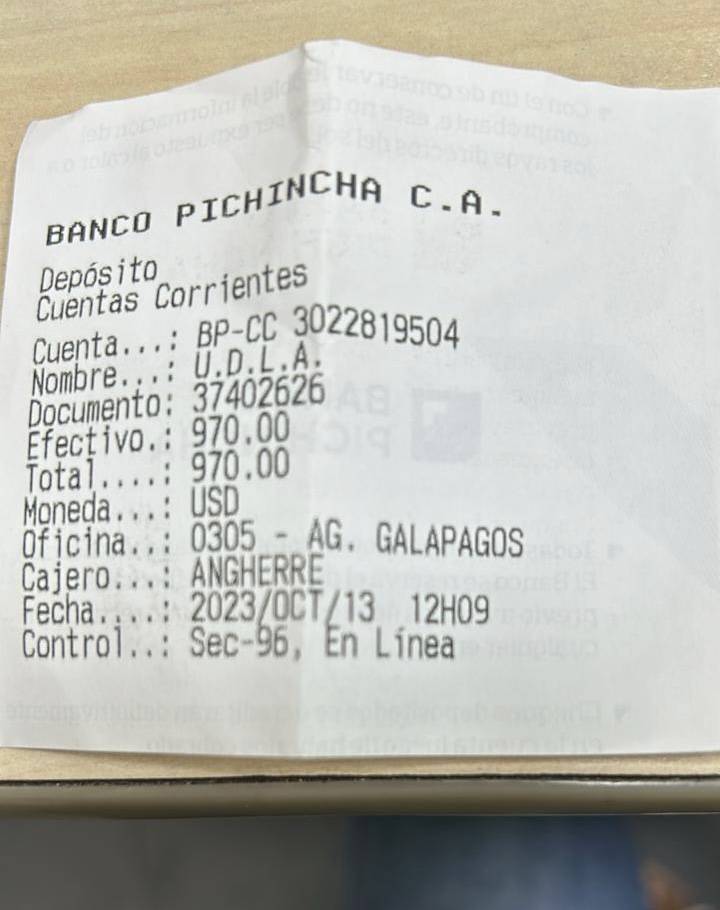 BANCO PICHINCHA C.A.
Depósito
Cuentas Corrientes
Cuenta...: BP-CC 3022819504
Nombre...: U.D.L.A.
Documento: 37402626
Efectivo.: 970.00
Total....: 970.00
Moneda...: USD
Oficina..: 0305 - AG. GALAPAGOS
Cajero...: ANGHERRE
Fecha....: 2023/OCT/13 12H09
Control..: Sec-96, En Línea